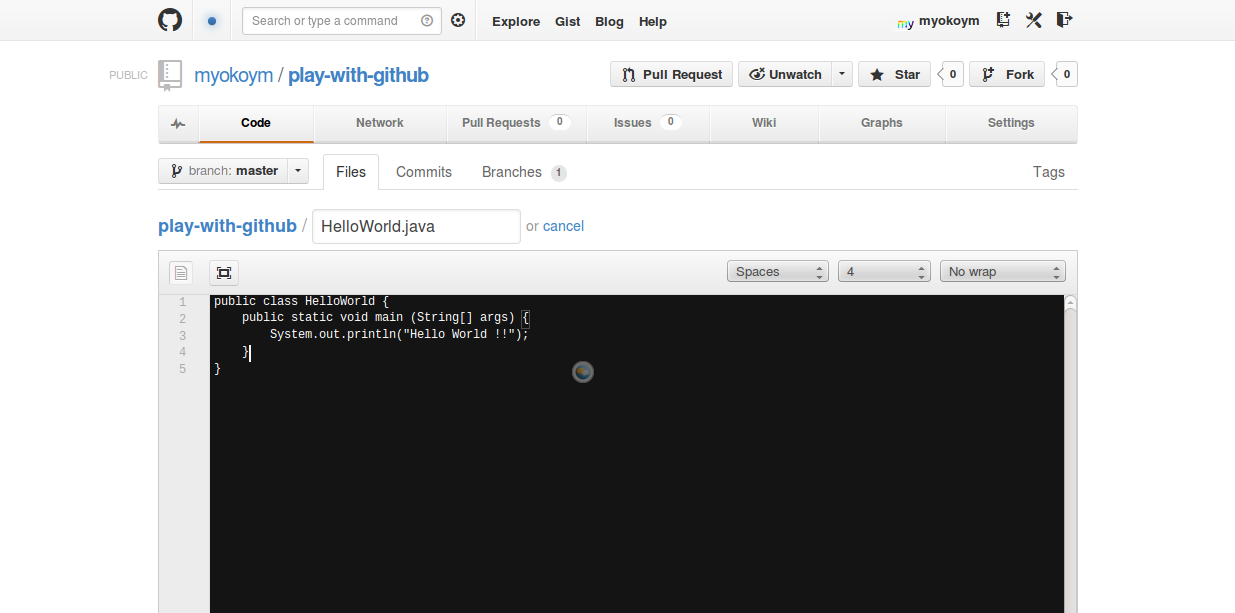 Search or type a command
Explore Gist Blog Help
my myokoym
PUBLIC myokoym / play-with-github
Pull Request Unwatch Star 0 Fork 0
Code Network Pull Requests 0 Issues 0 Wiki Graphs Settings
branch: master Files Commits Branches 1 Tags
play-with-github / HelloWorld.java or cancel
Spaces 4 No wrap
1 public class HelloWorld {
2 public static void main (String[] args) {
3 System.out.println("Hello World !!");
4 }
5 }